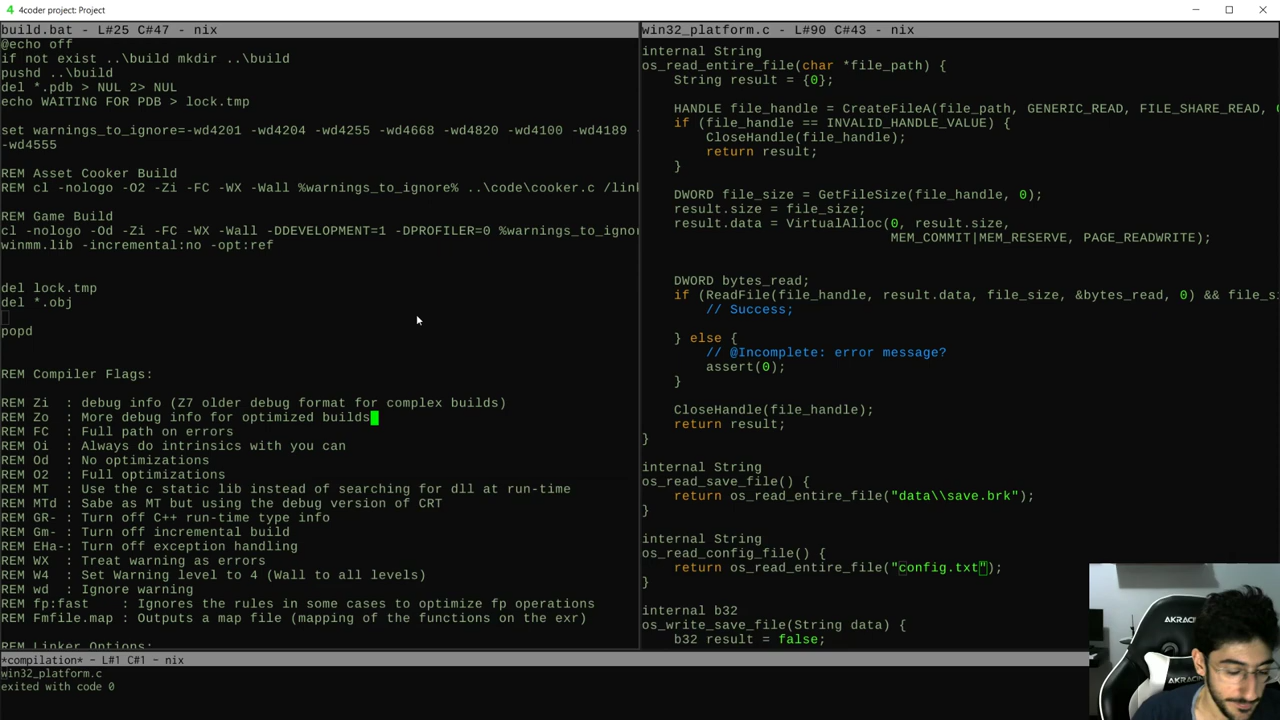 4coder project: Project
build.bat - L#25 C#47 - nix
@echo off
if not exist ..\build mkdir ..\build
pushd ..\build
del *.pdb > NUL 2> NUL
echo WAITING FOR PDB > lock.tmp
set warnings_to_ignore=-wd4201 -wd4204 -wd4255 -wd4668 -wd4820 -wd4100 -wd4189 -
-wd4555
REM Asset Cooker Build
REM cl -nologo -O2 -Zi -FC -WX -Wall %warnings_to_ignore% ..\code\cooker.c /lin
REM Game Build
cl -nologo -Od -Zi -FC -WX -Wall -DDEVELOPMENT=1 -DPROFILER=0 %warnings_to_igno
winmm.lib -incremental:no -opt:ref
del lock.tmp
del *.obj
popd
REM Compiler Flags:
REM Zi  : debug info (Z7 older debug format for complex builds)
REM Zo  : More debug info for optimized builds
REM FC  : Full path on errors
REM Oi  : Always do intrinsics with you can
REM Od  : No optimizations
REM O2  : Full optimizations
REM MT  : Use the c static lib instead of searching for dll at run-time
REM MTd : Sabe as MT but using the debug version of CRT
REM GR- : Turn off C++ run-time type info
REM Gm- : Turn off incremental build
REM EHa-: Turn off exception handling
REM WX  : Treat warning as errors
REM W4  : Set Warning level to 4 (Wall to all levels)
REM wd  : Ignore warning
REM fp:fast    : Ignores the rules in some cases to optimize fp operations
REM Fmfile.map : Outputs a map file (mapping of the functions on the exr)
REM Linker Options:
win32_platform.c - L#90 C#43 - nix
internal String
os_read_entire_file(char *file_path) {
String result = {0};
HANDLE file_handle = CreateFileA(file_path, GENERIC_READ, FILE_SHARE_READ, 0
if (file_handle == INVALID_HANDLE_VALUE) {
CloseHandle(file_handle);
return result;
}
DWORD file_size = GetFileSize(file_handle, 0);
result.size = file_size;
result.data = VirtualAlloc(0, result.size,
MEM_COMMIT|MEM_RESERVE, PAGE_READWRITE);
DWORD bytes_read;
if (ReadFile(file_handle, result.data, file_size, &bytes_read, 0) && file_si
// Success;
} else {
// @Incomplete: error message?
assert(0);
}
CloseHandle(file_handle);
return result;
}
internal String
os_read_save_file() {
return os_read_entire_file("data\\save.brk");
}
internal String
os_read_config_file() {
return os_read_entire_file("config.txt");
}
internal b32
os_write_save_file(String data) {
b32 result = false;
*compilation* - L#1 C#1 - nix
win32_platform.c
exited with code 0
AKRACING
AKRACING